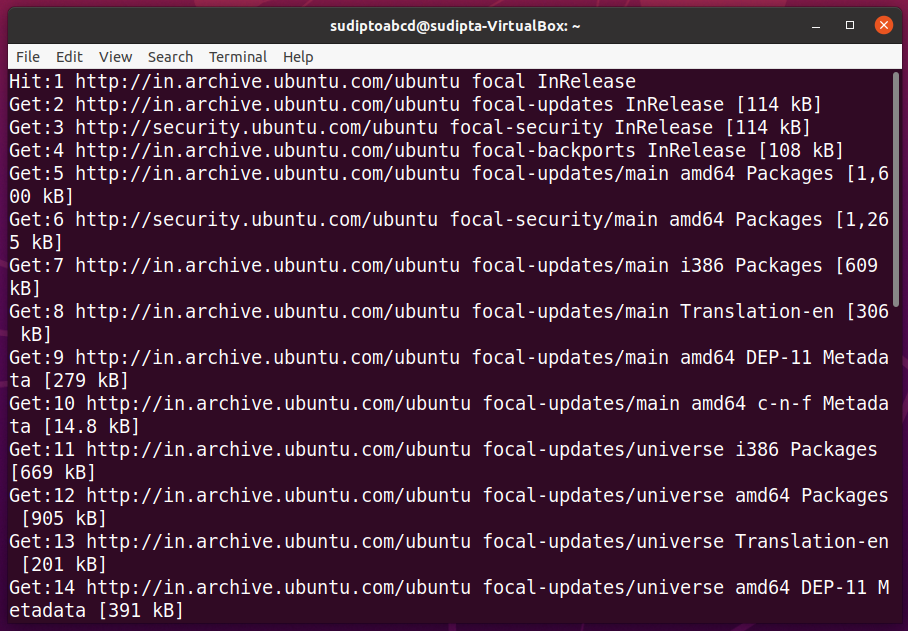 sudiptoabcd@sudipta-VirtualBox: ~
File Edit View Search Terminal Help
Hit:1 http://in.archive.ubuntu.com/ubuntu focal InRelease
Get:2 http://in.archive.ubuntu.com/ubuntu focal-updates InRelease [114 kB]
Get:3 http://security.ubuntu.com/ubuntu focal-security InRelease [114 kB]
Get:4 http://in.archive.ubuntu.com/ubuntu focal-backports InRelease [108 kB]
Get:5 http://in.archive.ubuntu.com/ubuntu focal-updates/main amd64 Packages [1,6
00 kB]
Get:6 http://security.ubuntu.com/ubuntu focal-security/main amd64 Packages [1,26
5 kB]
Get:7 http://in.archive.ubuntu.com/ubuntu focal-updates/main i386 Packages [609
kB]
Get:8 http://in.archive.ubuntu.com/ubuntu focal-updates/main Translation-en [306
 kB]
Get:9 http://in.archive.ubuntu.com/ubuntu focal-updates/main amd64 DEP-11 Metada
ta [279 kB]
Get:10 http://in.archive.ubuntu.com/ubuntu focal-updates/main amd64 c-n-f Metada
ta [14.8 kB]
Get:11 http://in.archive.ubuntu.com/ubuntu focal-updates/universe i386 Packages
[669 kB]
Get:12 http://in.archive.ubuntu.com/ubuntu focal-updates/universe amd64 Packages
 [905 kB]
Get:13 http://in.archive.ubuntu.com/ubuntu focal-updates/universe Translation-en
 [201 kB]
Get:14 http://in.archive.ubuntu.com/ubuntu focal-updates/universe amd64 DEP-11 M
etadata [391 kB]